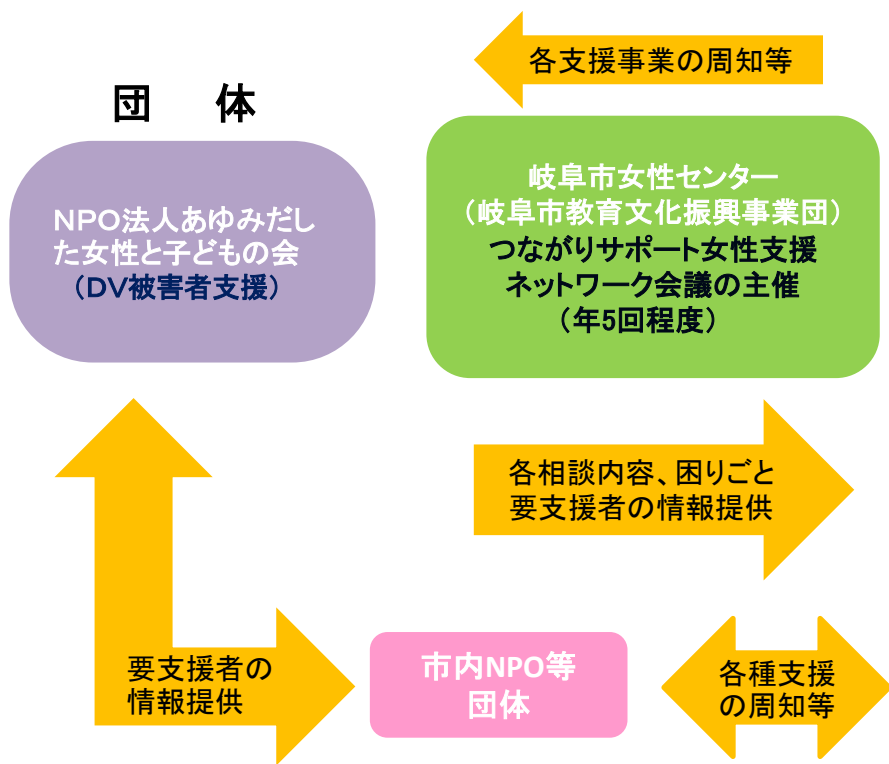 各支援事業の周知等
団　体
NPO法人あゆみだし
た女性と子どもの会
（DV被害者支援）
岐阜市女性センター
（岐阜市教育文化振興事業団）
つながりサポート女性支援
ネットワーク会議の主催
（年5回程度）
各相談内容、困りごと
要支援者の情報提供
要支援者の
情報提供
市内NPO等
団体
各種支援
の周知等